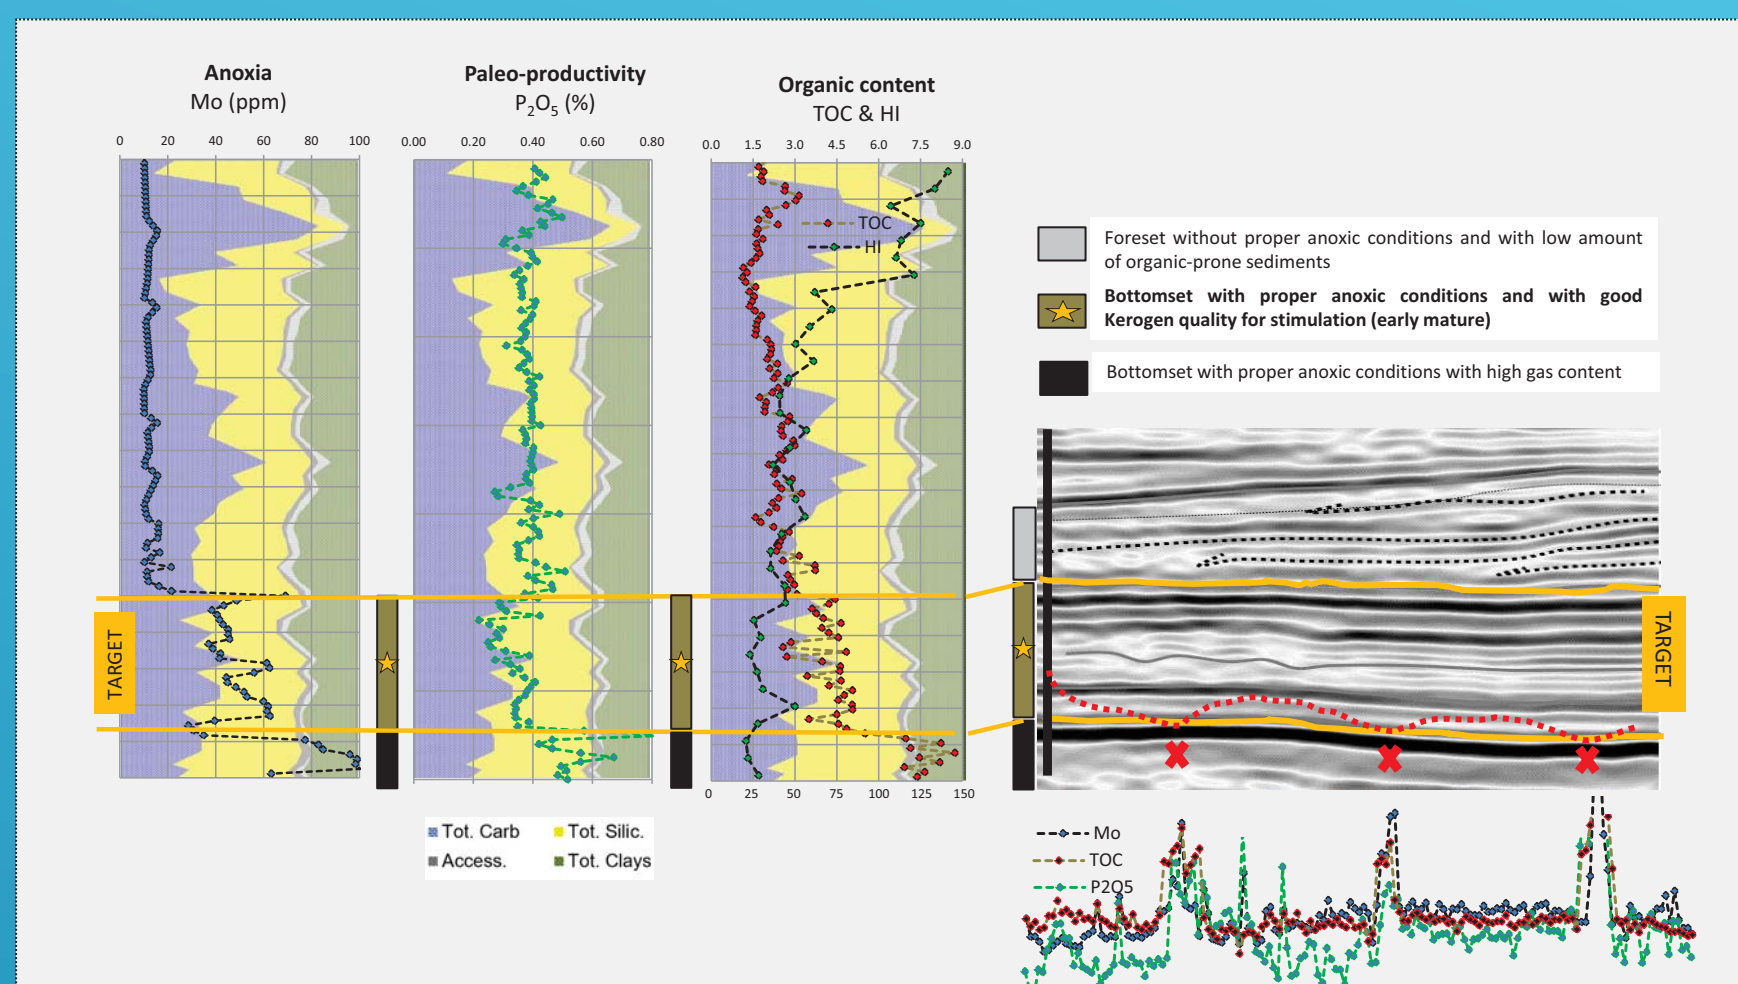 Anoxia
Mo (ppm)
0 20 40 60 80 100
Paleo-productivity
P2O5 (%)
0.00 0.20 0.40 0.60 0.80
Organic content
TOC & HI
0.0 1.5 3.0 4.5 6.0 7.5 9.0
TOC
HI
0 25 50 75 100 125 150
TARGET
Tot. Carb Tot. Silic.
Access. Tot. Clays
Foreset without proper anoxic conditions and with low amount
of organic-prone sediments
Bottomset with proper anoxic conditions and with good
Kerogen quality for stimulation (early mature)
Bottomset with proper anoxic conditions with high gas content
TARGET
Mo
TOC
P2O5